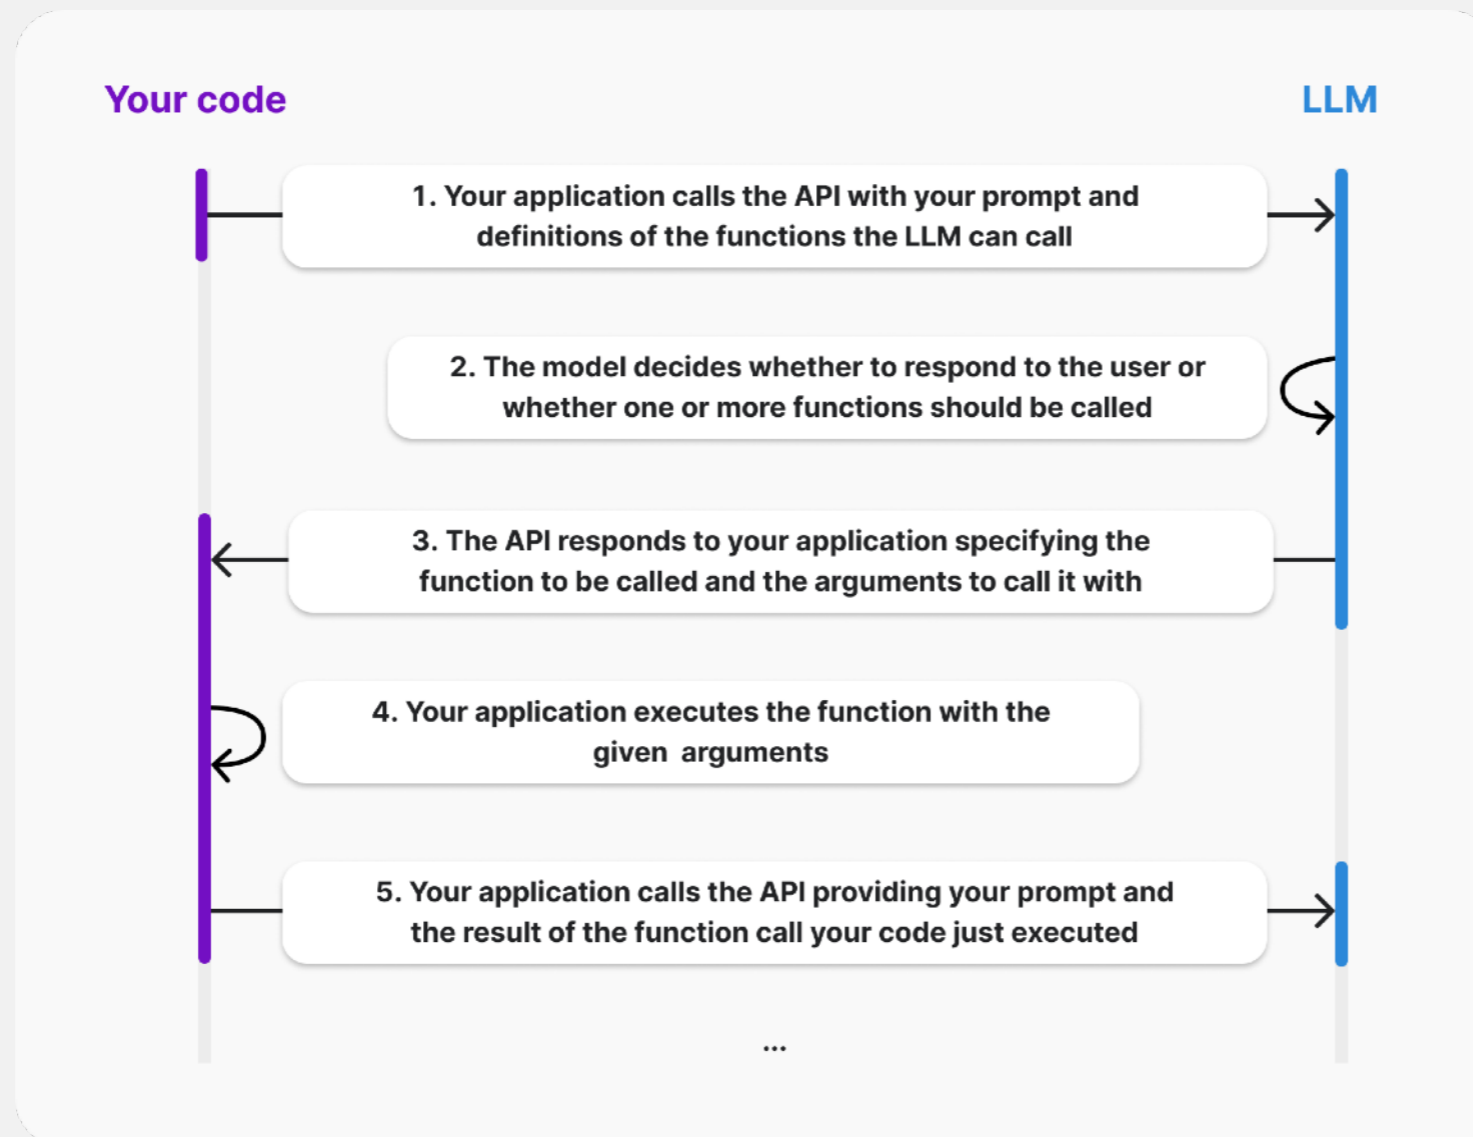 Your code
LLM
1. Your application calls the API with your prompt and
definitions of the functions the LLM can call
2. The model decides whether to respond to the user or
whether one or more functions should be called
3. The API responds to your application specifying the
function to be called and the arguments to call it with
4. Your application executes the function with the
given  arguments
5. Your application calls the API providing your prompt and
the result of the function call your code just executed
...